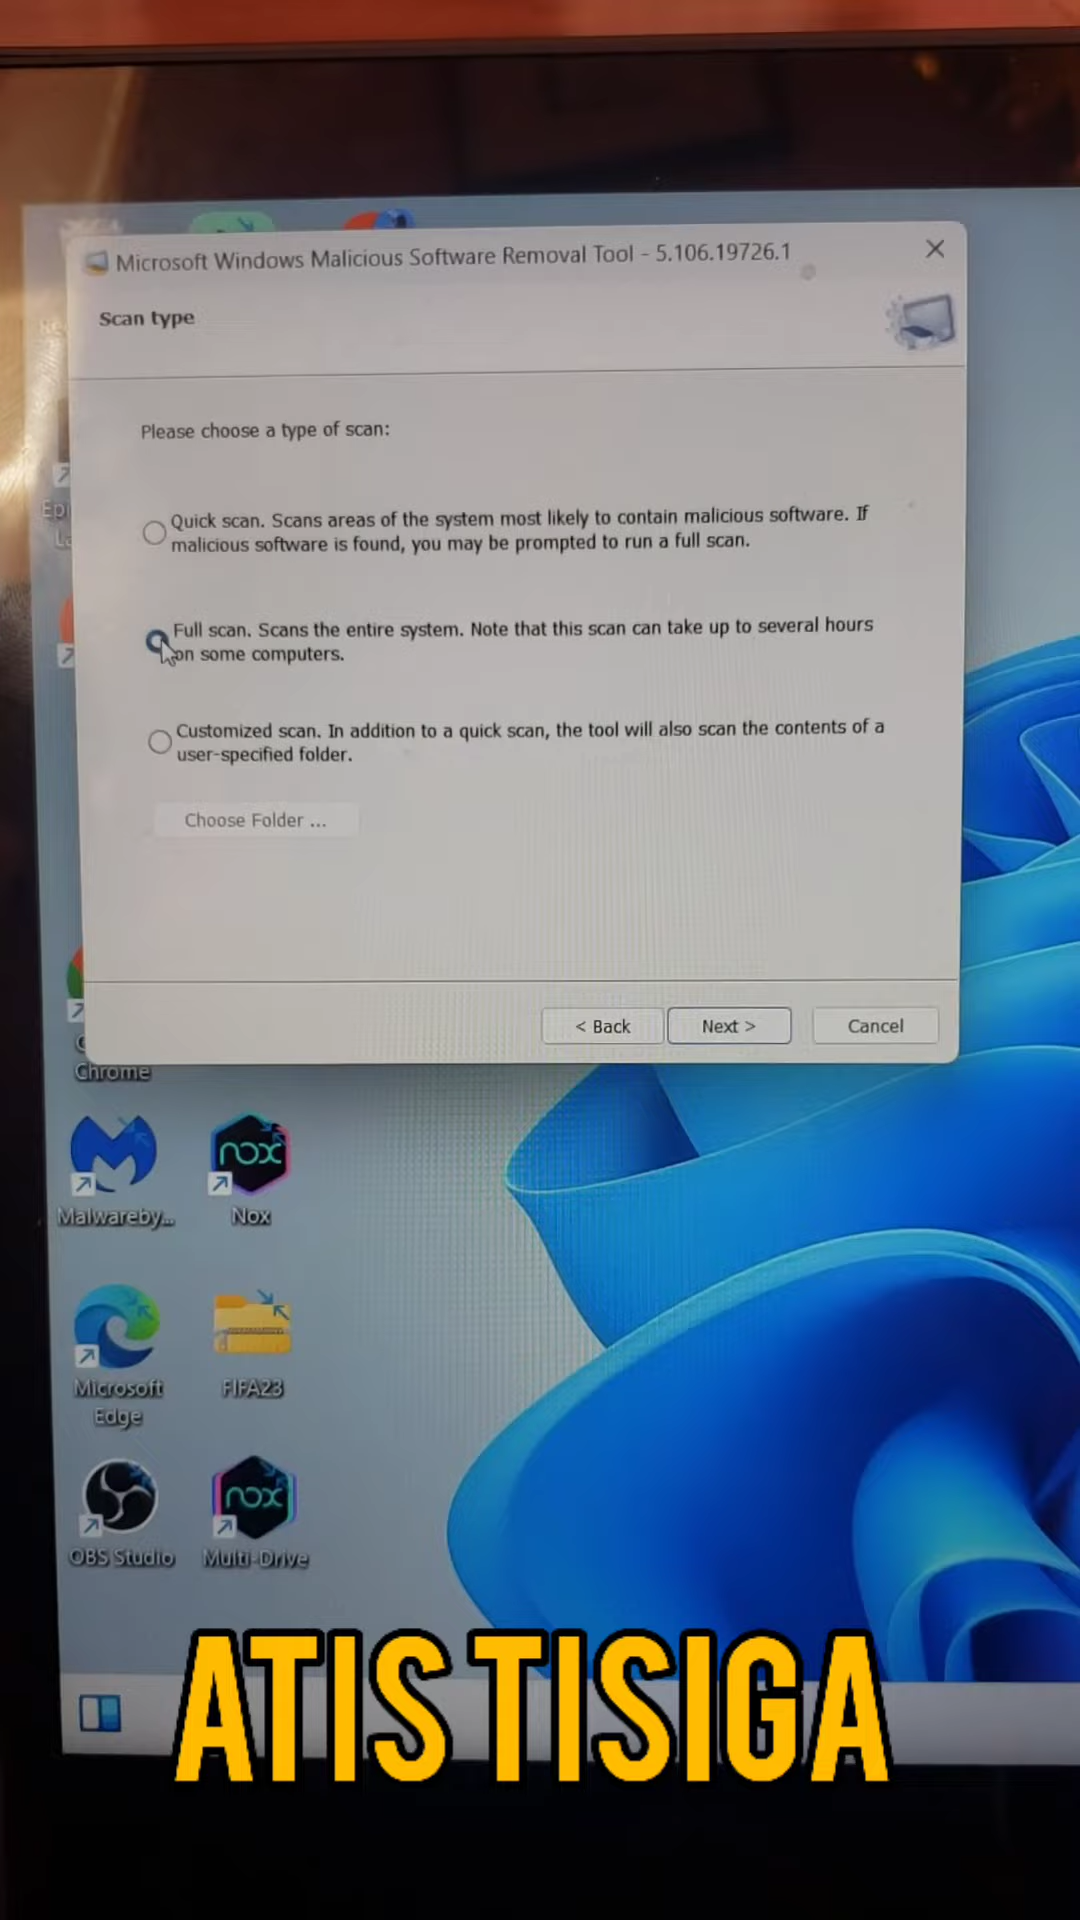 Microsoft Windows Malicious Software Removal Tool - 5.106.19726.1
Scan type
Please choose a type of scan:
Quick scan. Scans areas of the system most likely to contain malicious software. If
malicious software is found, you may be prompted to run a full scan.
Full scan. Scans the entire system. Note that this scan can take up to several hours
on some computers.
Customized scan. In addition to a quick scan, the tool will also scan the contents of a
user-specified folder.
Choose Folder ...
< Back
Next >
Cancel
Chrome
Malwareby...
nox
Nox
Microsoft
Edge
FIFA23
OBS Studio
nox
Multi-Drive
ATIS TISIGA